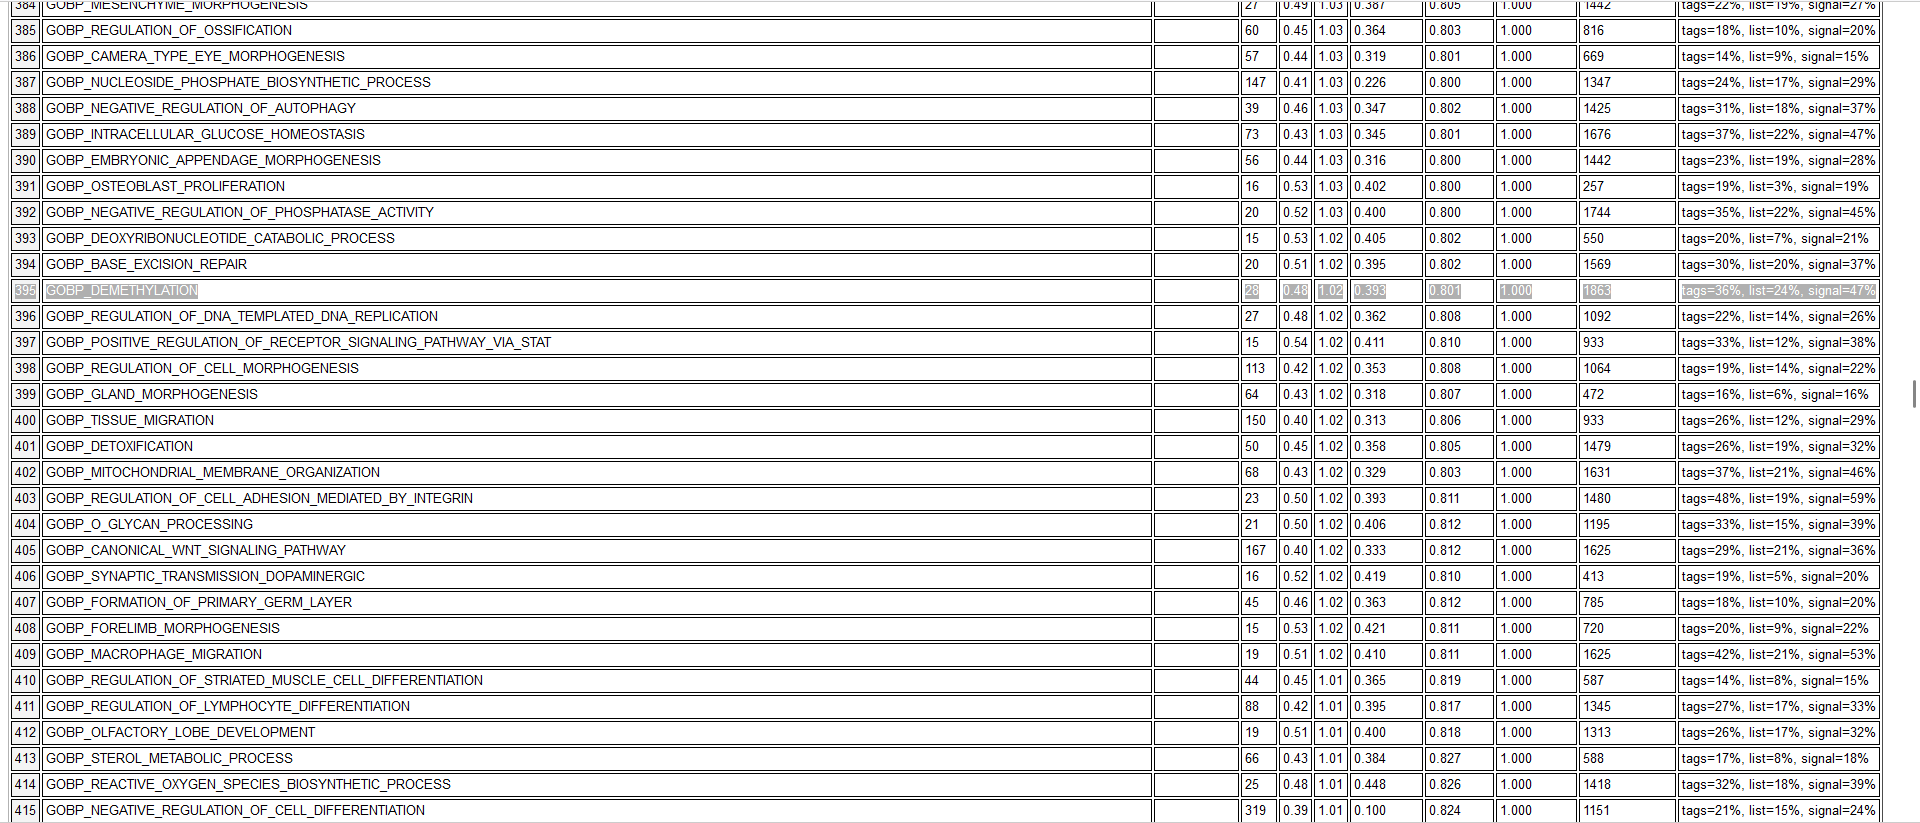 384 GOBP_MESENCHYME_MORPHOGENESIS 27 0.49 1.03 0.387 0.805 1.000 1442 tags=22%, list=19%, signal=27%
385 GOBP_REGULATION_OF_OSSIFICATION 60 0.45 1.03 0.364 0.803 1.000 816 tags=18%, list=10%, signal=20%
386 GOBP_CAMERA_TYPE_EYE_MORPHOGENESIS 57 0.44 1.03 0.319 0.801 1.000 669 tags=14%, list=9%, signal=15%
387 GOBP_NUCLEOSIDE_PHOSPHATE_BIOSYNTHETIC_PROCESS 147 0.41 1.03 0.226 0.800 1.000 1347 tags=24%, list=17%, signal=29%
388 GOBP_NEGATIVE_REGULATION_OF_AUTOPHAGY 39 0.46 1.03 0.347 0.802 1.000 1425 tags=31%, list=18%, signal=37%
389 GOBP_INTRACELLULAR_GLUCOSE_HOMEOSTASIS 73 0.43 1.03 0.345 0.801 1.000 1676 tags=37%, list=22%, signal=47%
390 GOBP_EMBRYONIC_APPENDAGE_MORPHOGENESIS 56 0.44 1.03 0.316 0.800 1.000 1442 tags=23%, list=19%, signal=28%
391 GOBP_OSTEOBLAST_PROLIFERATION 16 0.53 1.03 0.402 0.800 1.000 257 tags=19%, list=3%, signal=19%
392 GOBP_NEGATIVE_REGULATION_OF_PHOSPHATASE_ACTIVITY 20 0.52 1.03 0.400 0.800 1.000 1744 tags=35%, list=22%, signal=45%
393 GOBP_DEOXYRIBONUCLEOTIDE_CATABOLIC_PROCESS 15 0.53 1.02 0.405 0.802 1.000 550 tags=20%, list=7%, signal=21%
394 GOBP_BASE_EXCISION_REPAIR 20 0.51 1.02 0.395 0.802 1.000 1569 tags=30%, list=20%, signal=37%
395 GOBP_DEMETHYLATION 28 0.48 1.02 0.393 0.801 1.000 1863 tags=36%, list=24%, signal=47%
396 GOBP_REGULATION_OF_DNA_TEMPLATED_DNA_REPLICATION 27 0.48 1.02 0.362 0.808 1.000 1092 tags=22%, list=14%, signal=26%
397 GOBP_POSITIVE_REGULATION_OF_RECEPTOR_SIGNALING_PATHWAY_VIA_STAT 15 0.54 1.02 0.411 0.810 1.000 933 tags=33%, list=12%, signal=38%
398 GOBP_REGULATION_OF_CELL_MORPHOGENESIS 113 0.42 1.02 0.353 0.808 1.000 1064 tags=19%, list=14%, signal=22%
399 GOBP_GLAND_MORPHOGENESIS 64 0.43 1.02 0.318 0.807 1.000 472 tags=16%, list=6%, signal=16%
400 GOBP_TISSUE_MIGRATION 150 0.40 1.02 0.313 0.806 1.000 933 tags=26%, list=12%, signal=29%
401 GOBP_DETOXIFICATION 50 0.45 1.02 0.358 0.805 1.000 1479 tags=26%, list=19%, signal=32%
402 GOBP_MITOCHONDRIAL_MEMBRANE_ORGANIZATION 68 0.43 1.02 0.329 0.803 1.000 1631 tags=37%, list=21%, signal=46%
403 GOBP_REGULATION_OF_CELL_ADHESION_MEDIATED_BY_INTEGRIN 23 0.50 1.02 0.393 0.811 1.000 1480 tags=48%, list=19%, signal=59%
404 GOBP_O_GLYCAN_PROCESSING 21 0.50 1.02 0.406 0.812 1.000 1195 tags=33%, list=15%, signal=39%
405 GOBP_CANONICAL_WNT_SIGNALING_PATHWAY 167 0.40 1.02 0.333 0.812 1.000 1625 tags=29%, list=21%, signal=36%
406 GOBP_SYNAPTIC_TRANSMISSION_DOPAMINERGIC 16 0.52 1.02 0.419 0.810 1.000 413 tags=19%, list=5%, signal=20%
407 GOBP_FORMATION_OF_PRIMARY_GERM_LAYER 45 0.46 1.02 0.363 0.812 1.000 785 tags=18%, list=10%, signal=20%
408 GOBP_FORELIMB_MORPHOGENESIS 15 0.53 1.02 0.421 0.811 1.000 720 tags=20%, list=9%, signal=22%
409 GOBP_MACROPHAGE_MIGRATION 19 0.51 1.02 0.410 0.811 1.000 1625 tags=42%, list=21%, signal=53%
410 GOBP_REGULATION_OF_STRIATED_MUSCLE_CELL_DIFFERENTIATION 44 0.45 1.01 0.365 0.819 1.000 587 tags=14%, list=8%, signal=15%
411 GOBP_REGULATION_OF_LYMPHOCYTE_DIFFERENTIATION 88 0.42 1.01 0.395 0.817 1.000 1345 tags=27%, list=17%, signal=33%
412 GOBP_OLFACTORY_LOBE_DEVELOPMENT 19 0.51 1.01 0.400 0.818 1.000 1313 tags=26%, list=17%, signal=32%
413 GOBP_STEROL_METABOLIC_PROCESS 66 0.43 1.01 0.384 0.827 1.000 588 tags=17%, list=8%, signal=18%
414 GOBP_REACTIVE_OXYGEN_SPECIES_BIOSYNTHETIC_PROCESS 25 0.48 1.01 0.448 0.826 1.000 1418 tags=32%, list=18%, signal=39%
415 GOBP_NEGATIVE_REGULATION_OF_CELL_DIFFERENTIATION 319 0.39 1.01 0.100 0.824 1.000 1151 tags=21%, list=15%, signal=24%